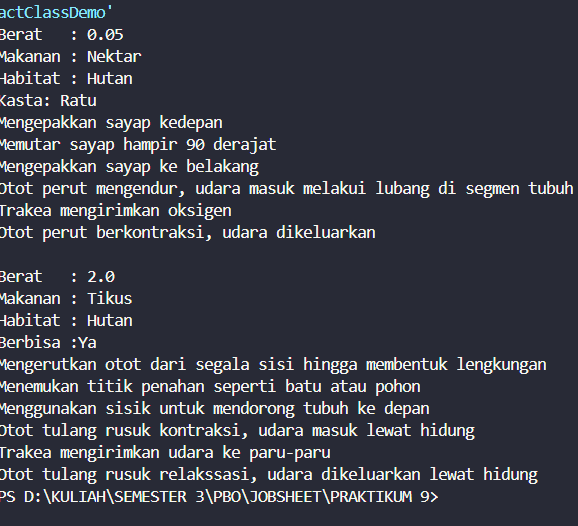 actClassDemo'
Berat   : 0.05
Makanan : Nektar
Habitat : Hutan
Kasta: Ratu
Mengepakkan sayap kedepan
Memutar sayap hampir 90 derajat
Mengepakkan sayap ke belakang
Otot perut mengendur, udara masuk melakui lubang di segmen tubuh
Trakea mengirimkan oksigen
Otot perut berkontraksi, udara dikeluarkan
Berat   : 2.0
Makanan : Tikus
Habitat : Hutan
Berbisa :Ya
Mengerutkan otot dari segala sisi hingga membentuk lengkungan
Menemukan titik penahan seperti batu atau pohon
Menggunakan sisik untuk mendorong tubuh ke depan
Otot tulang rusuk kontraksi, udara masuk lewat hidung
Trakea mengirimkan udara ke paru-paru
Otot tulang rusuk relakssasi, udara dikeluarkan lewat hidung
PS D:\KULIAH\SEMESTER 3\PBO\JOBSHEET\PRAKTIKUM 9>